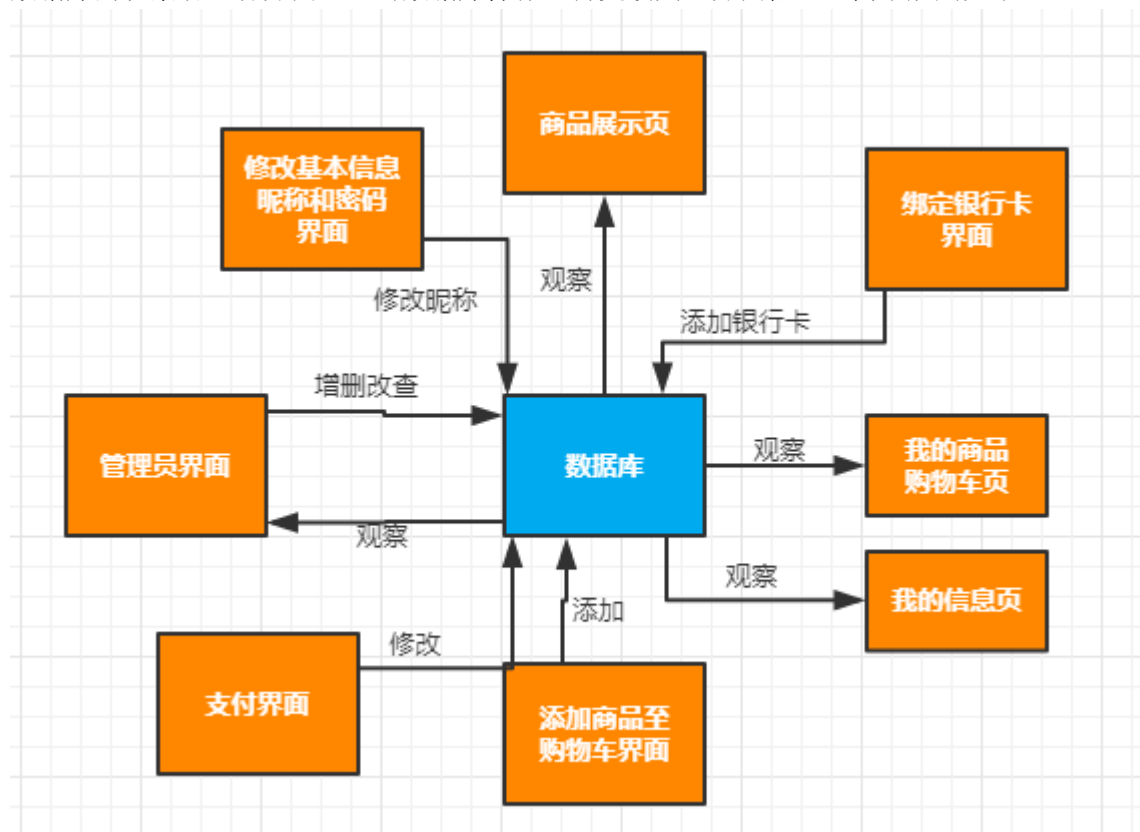 商品展示页
修改基本信息
昵称和密码
界面
绑定银行卡
界面
观察
修改昵称
添加银行卡
增删改查
管理员界面
数据库
观察
我的商品
购物车页
观察
观察
我的信息页
添加
修改
支付界面
添加商品至
购物车界面